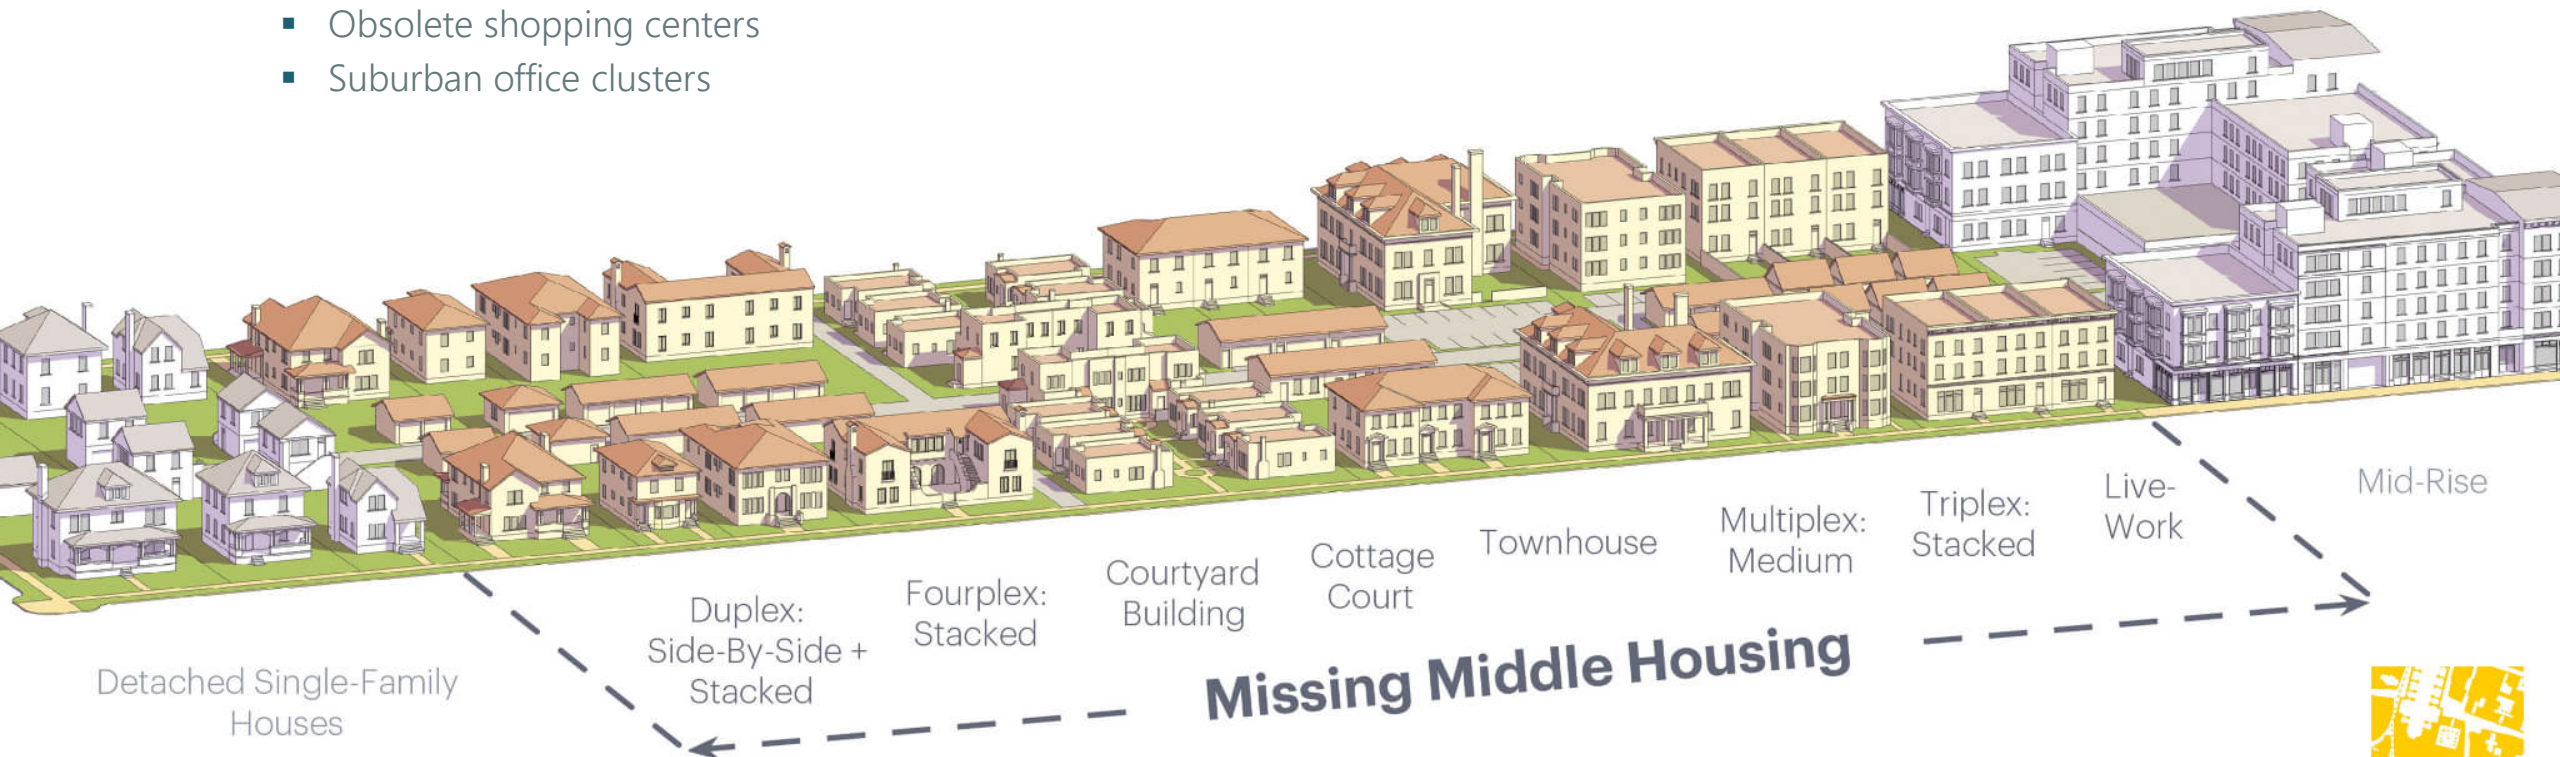 ▪ Obsolete shopping centers
▪ Suburban office clusters
Detached Single-Family
Houses
Duplex:
Side-By-Side +
Stacked
Fourplex:
Stacked
Courtyard
Building
Cottage
Court
Townhouse
Multiplex:
Medium
Triplex:
Stacked
Live-
Work
Mid-Rise
Missing Middle Housing